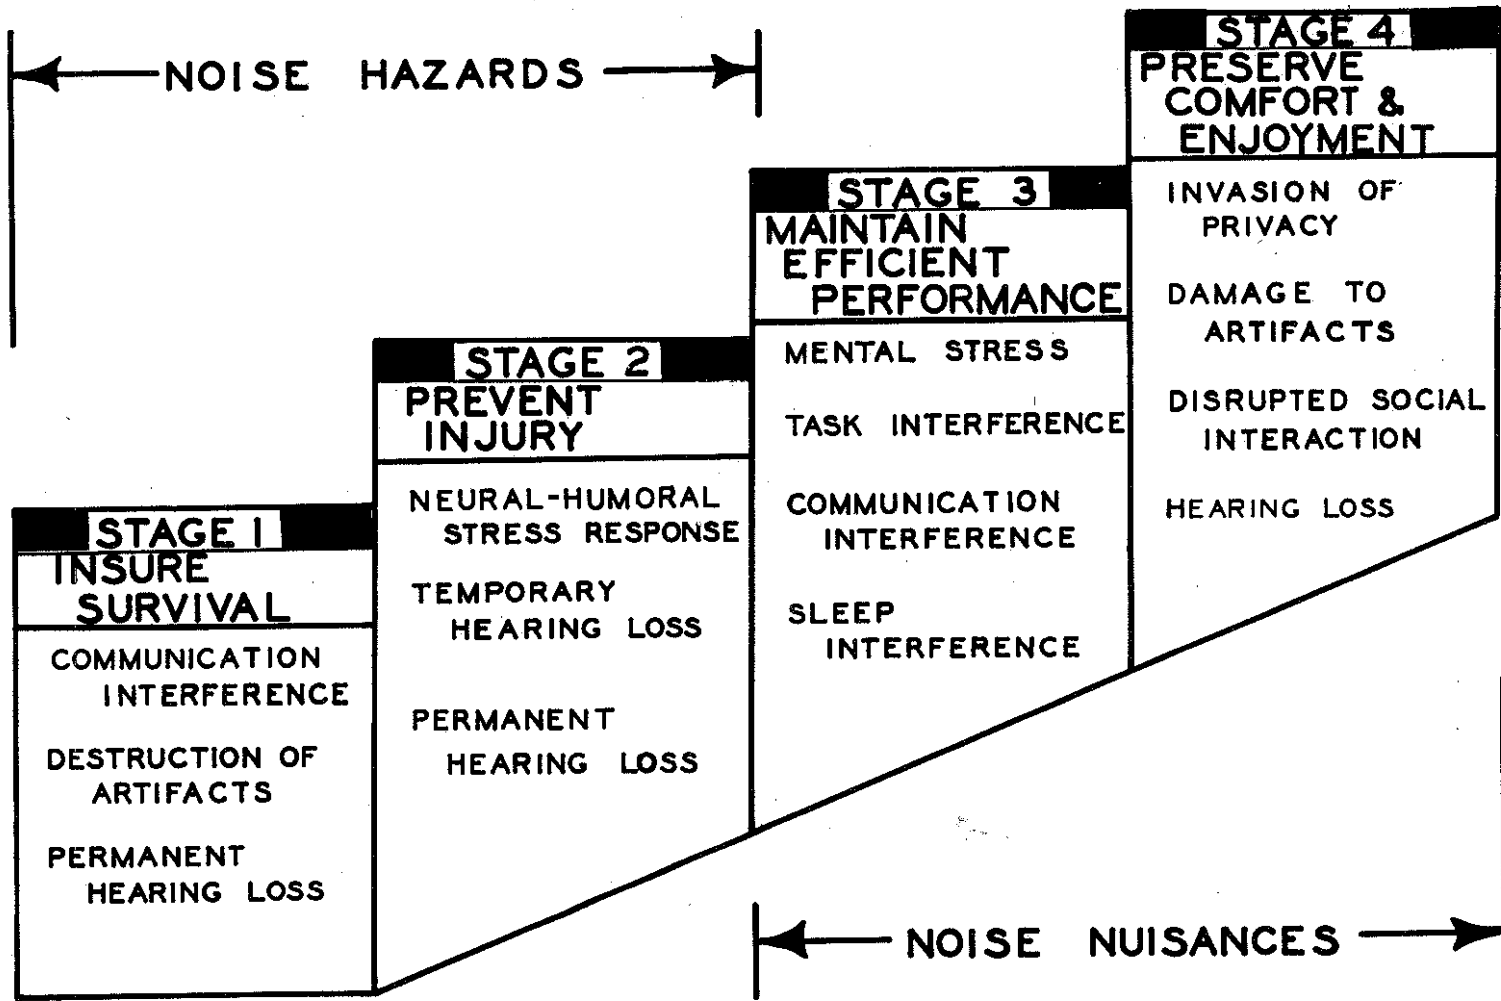 NOISE HAZARDS
STAGE 1
INSURE
SURVIVAL
COMMUNICATION
INTERFERENCE
DESTRUCTION OF
ARTIFACTS
PERMANENT
HEARING LOSS
STAGE 2
PREVENT
INJURY
NEURAL-HUMORAL
STRESS RESPONSE
TEMPORARY
HEARING LOSS
PERMANENT
HEARING LOSS
STAGE 3
MAINTAIN
EFFICIENT
PERFORMANCE
MENTAL STRESS
TASK INTERFERENCE
COMMUNICATION
INTERFERENCE
SLEEP
INTERFERENCE
STAGE 4
PRESERVE
COMFORT &
ENJOYMENT
INVASION OF
PRIVACY
DAMAGE TO
ARTIFACTS
DISRUPTED SOCIAL
INTERACTION
HEARING LOSS
NOISE NUISANCES